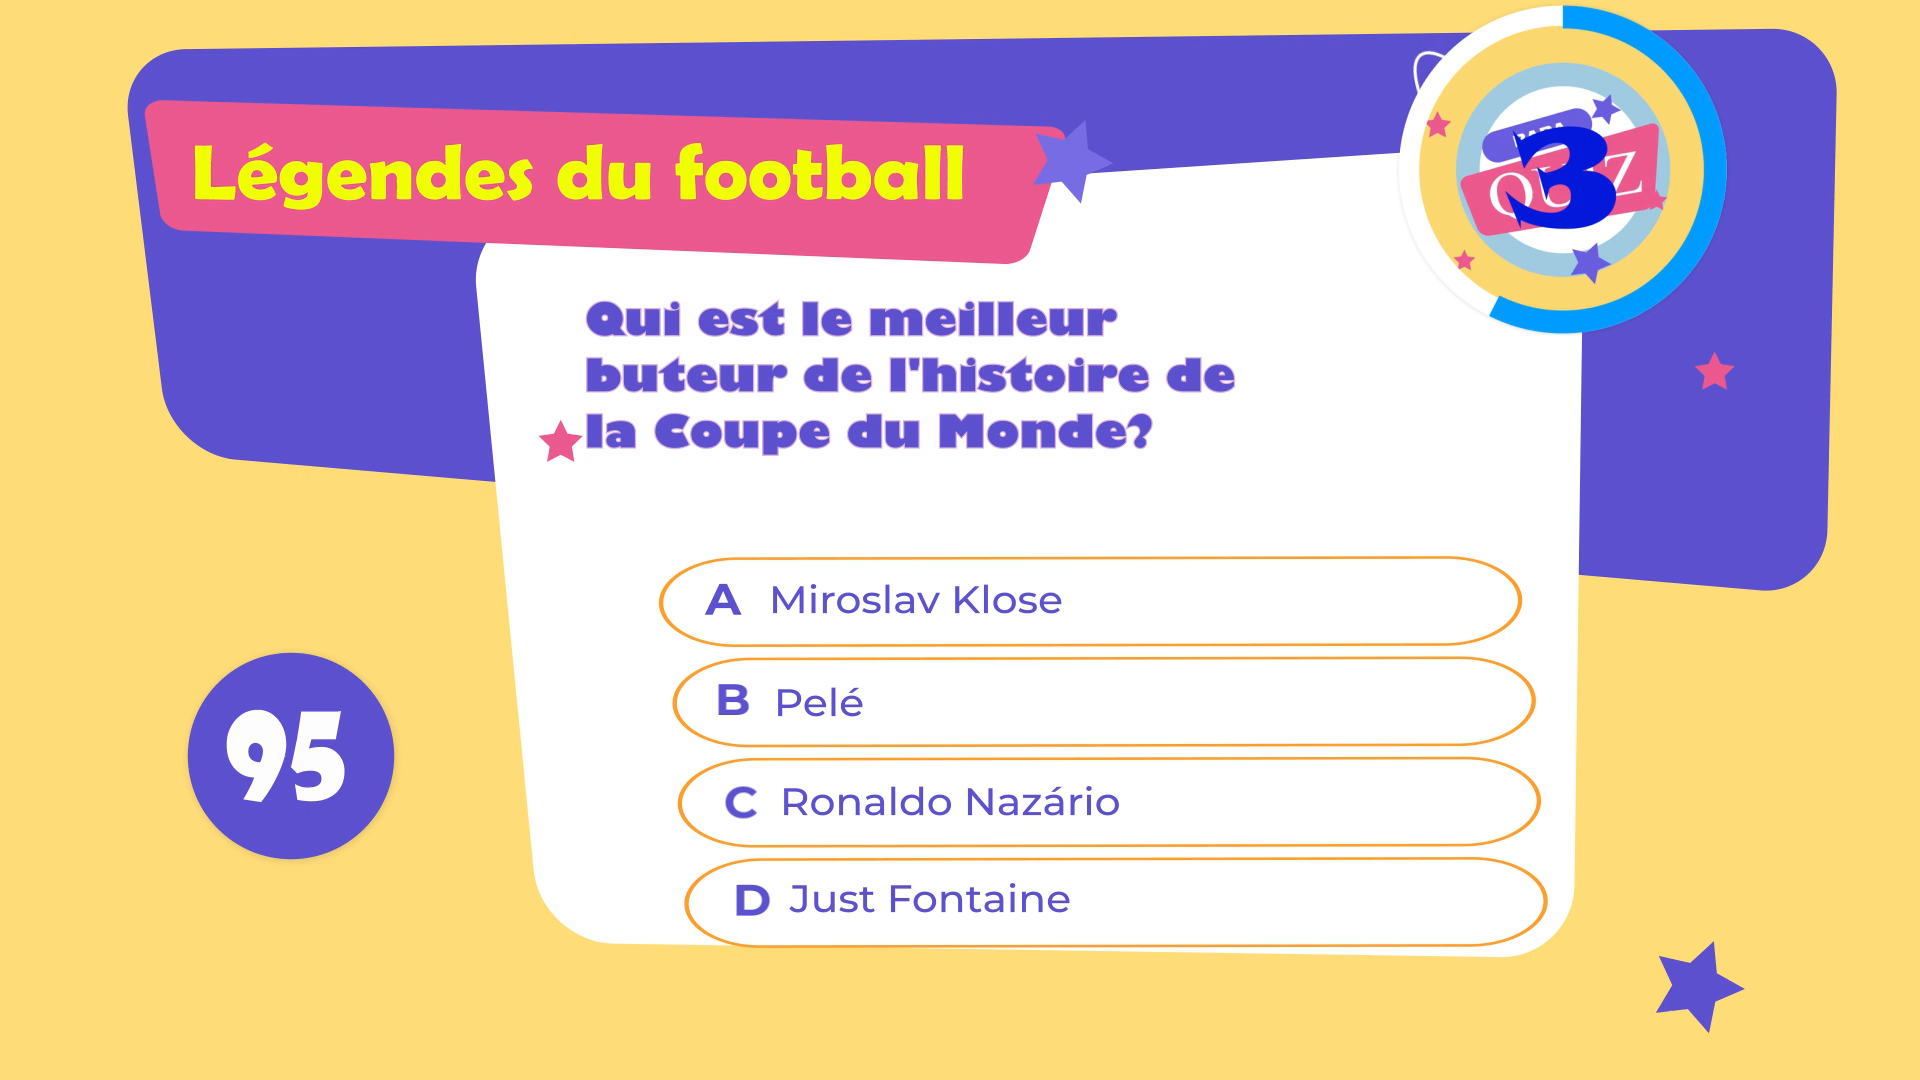 Légendes du football
3
Qui est le meilleur
buteur de l'histoire de
la Coupe du Monde?
A Miroslav Klose
B Pelé
C Ronaldo Nazário
D Just Fontaine
95